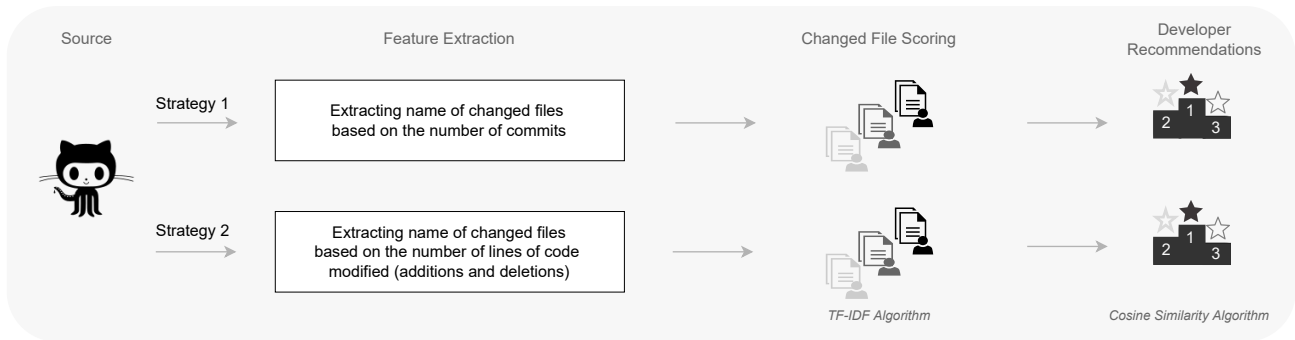 Source
Feature Extraction
Changed File Scoring
Developer
Recommendations
Strategy 1
Extracting name of changed files
based on the number of commits
2
1
3
Strategy 2
Extracting name of changed files
based on the number of lines of code
modified (additions and deletions)
2
1
3
TF-IDF Algorithm
Cosine Similarity Algorithm